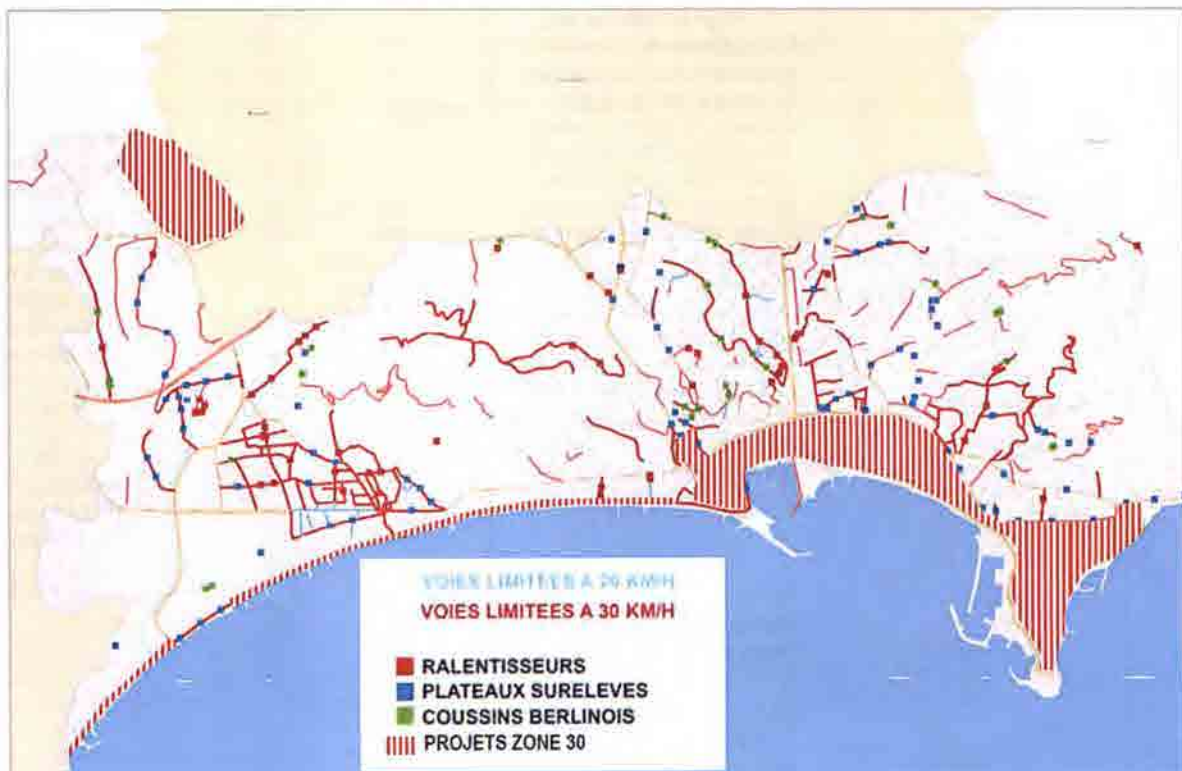 VOIES LIMITEES A 20 KM/H
VOIES LIMITEES A 30 KM/H
RALENTISSEURS
PLATEAUX SURELEVES
COUSSINS BERLINOIS
PROJETS ZONE 30